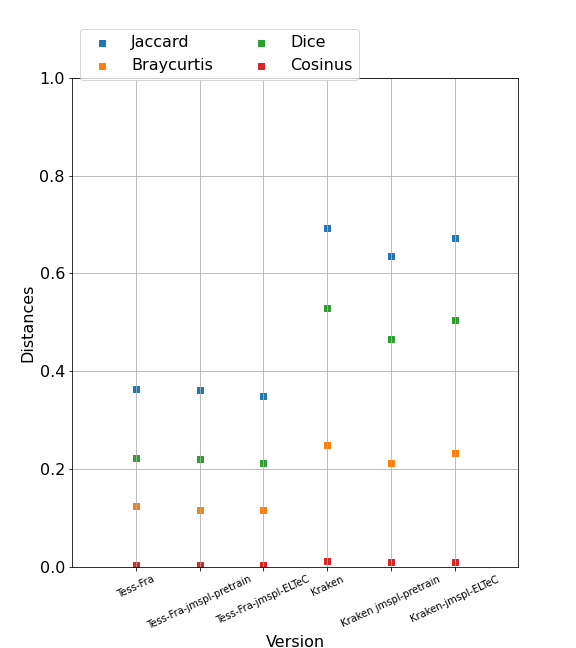 Jaccard Dice
Braycurtis Cosinus
1.0
0.8
0.6
0.4
0.2
0.0
Distances
Tess-Fra
Tess-Fra-jmspl-pretrain
Tess-Fra-jmspl-ELTeC
Kraken
Kraken jmspl-pretrain
Kraken-jmspl-ELTeC
Version